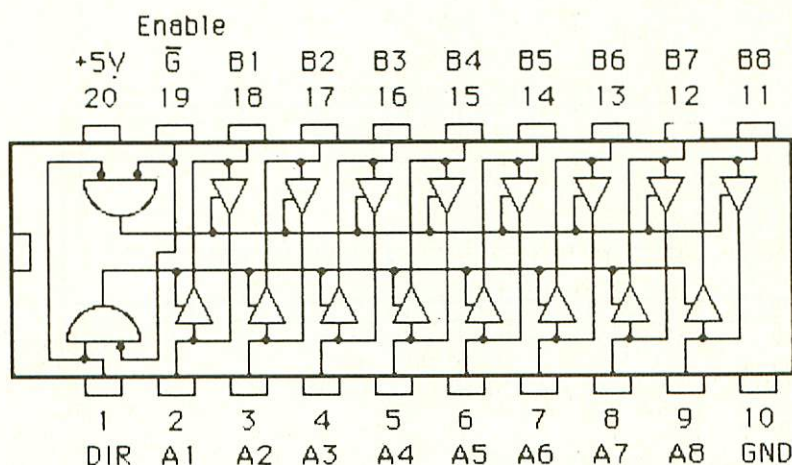 Enable
+5V G̅ B1 B2 B3 B4 B5 B6 B7 B8
20 19 18 17 16 15 14 13 12 11
1 2 3 4 5 6 7 8 9 10
DIR A1 A2 A3 A4 A5 A6 A7 A8 GND